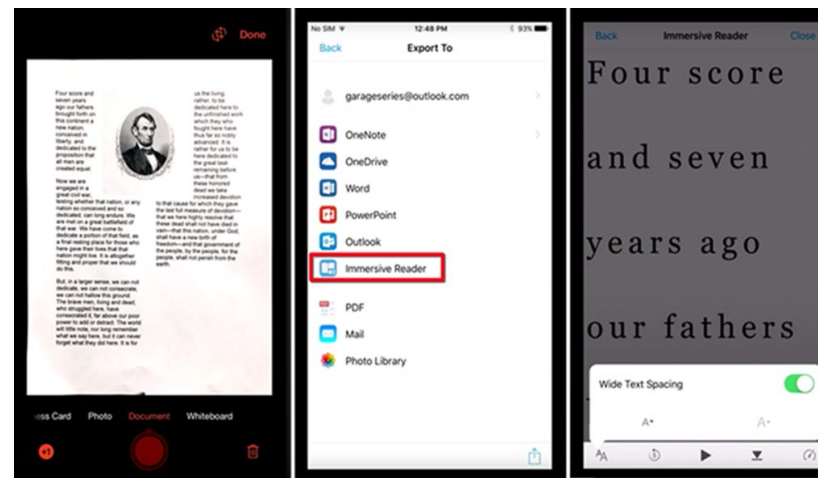 Done
Four score and
seven years
ago our fathers
brought forth on
this continent a
new nation,
conceived in
liberty, and
dedicated to the
proposition that
all men are
created equal.
Now we are
engaged in a
great civil war,
testing whether that nation, or any
nation so conceived and so
dedicated, can long endure. We
are met on a great battlefield of
that war. We have come to
dedicate a portion of that field, as
a final resting place for those who
here gave their lives that that
nation might live. It is altogether
fitting and proper that we should
do this.
But, in a larger sense, we can not
dedicate, we can not consecrate,
we can not hallow this ground.
The brave men, living and dead,
who struggled here, have
consecrated it, far above our poor
power to add or detract. The world
will little note, nor long remember
what we say here, but it can never
forget what they did here. It is for
us the living,
rather, to be
dedicated here to
the unfinished work
which they who
fought here have
thus far so nobly
advanced. It is
rather for us to be
here dedicated to
the great task
remaining before
us—that from
these honored
dead we take
increased devotion
to that cause for which they gave
the last full measure of devotion—
that we here highly resolve that
these dead shall not have died in
vain—that this nation, under God,
shall have a new birth of
freedom—and that government of
the people, by the people, for the
people, shall not perish from the
earth.
ess Card Photo Document Whiteboard
+1
No SIM 12:48 PM 93%
Back Export To
garageseries@outlook.com
OneNote
OneDrive
Word
PowerPoint
Outlook
Immersive Reader
PDF
Mail
Photo Library
Back Immersive Reader Close
Four score
and seven
years ago
our fathers
Wide Text Spacing
A A
AA